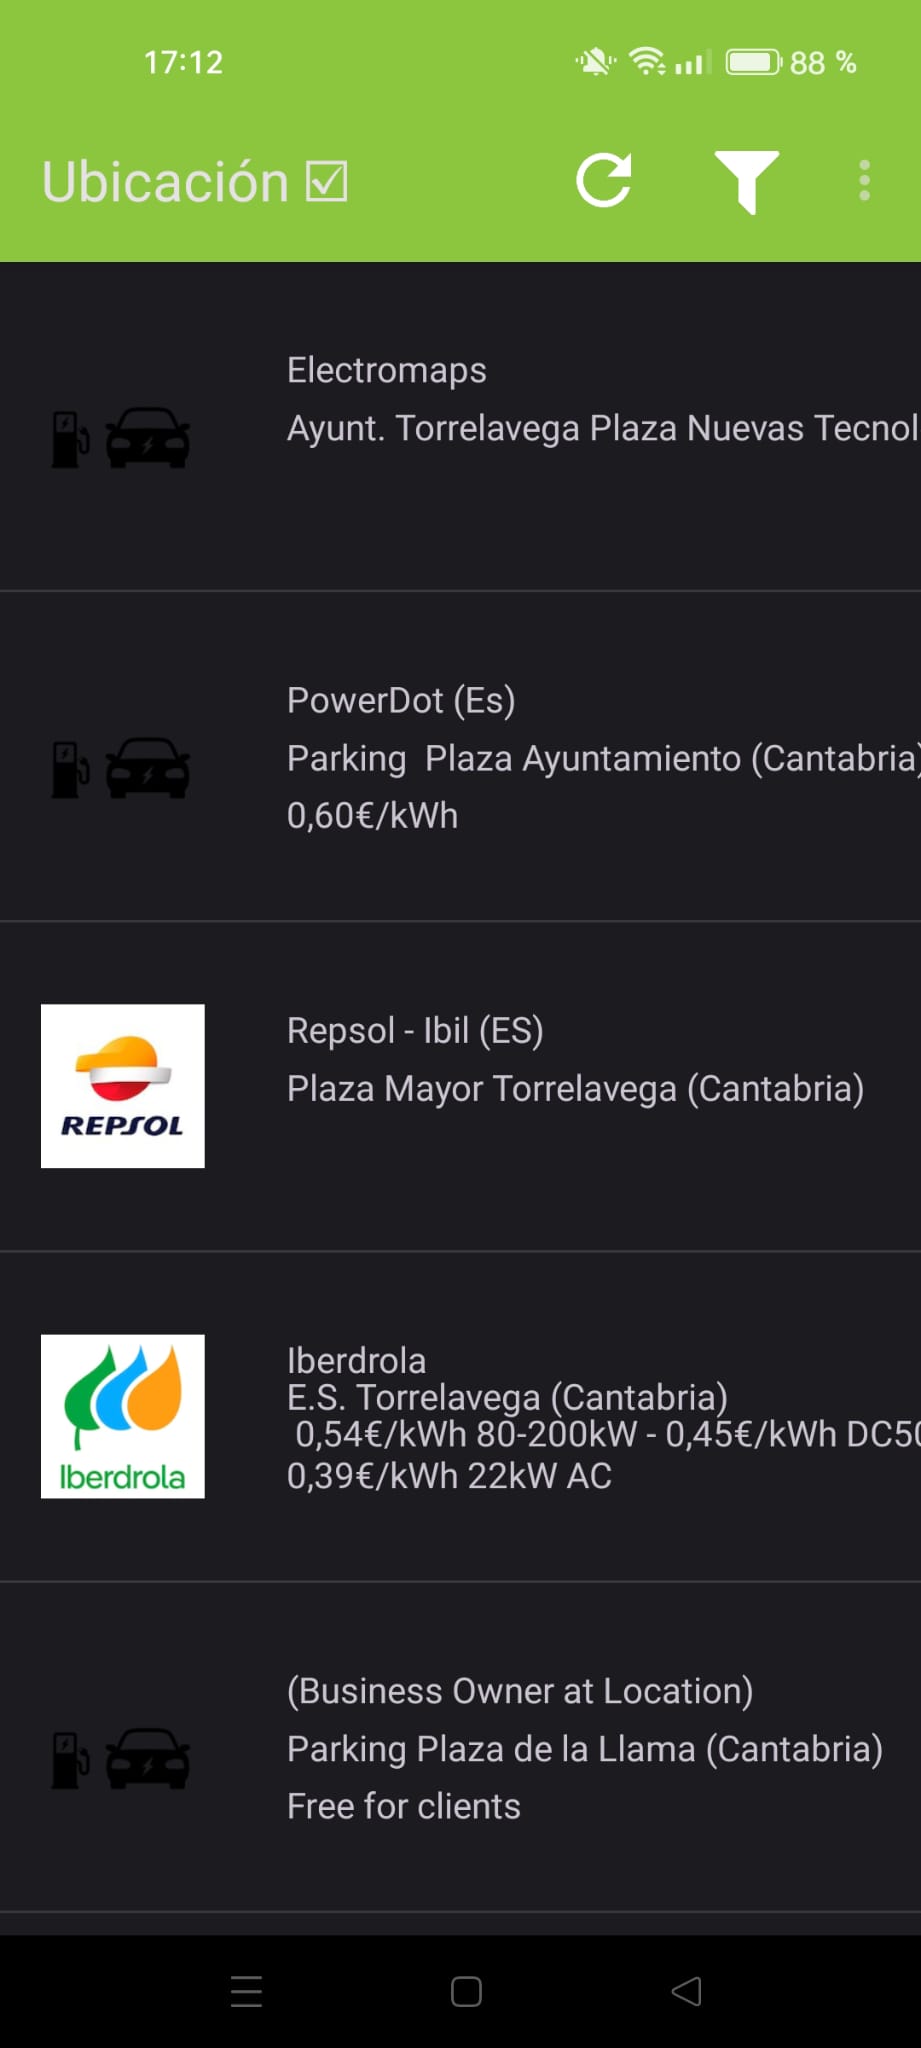 17:12
88 %
Ubicación ☑
Electromaps
Ayunt. Torrelavega Plaza Nuevas Tecnol
PowerDot (Es)
Parking  Plaza Ayuntamiento (Cantabria)
0,60€/kWh
REPSOL
Repsol - Ibil (ES)
Plaza Mayor Torrelavega (Cantabria)
Iberdrola
Iberdrola
E.S. Torrelavega (Cantabria)
0,54€/kWh 80-200kW - 0,45€/kWh DC50
0,39€/kWh 22kW AC
(Business Owner at Location)
Parking Plaza de la Llama (Cantabria)
Free for clients